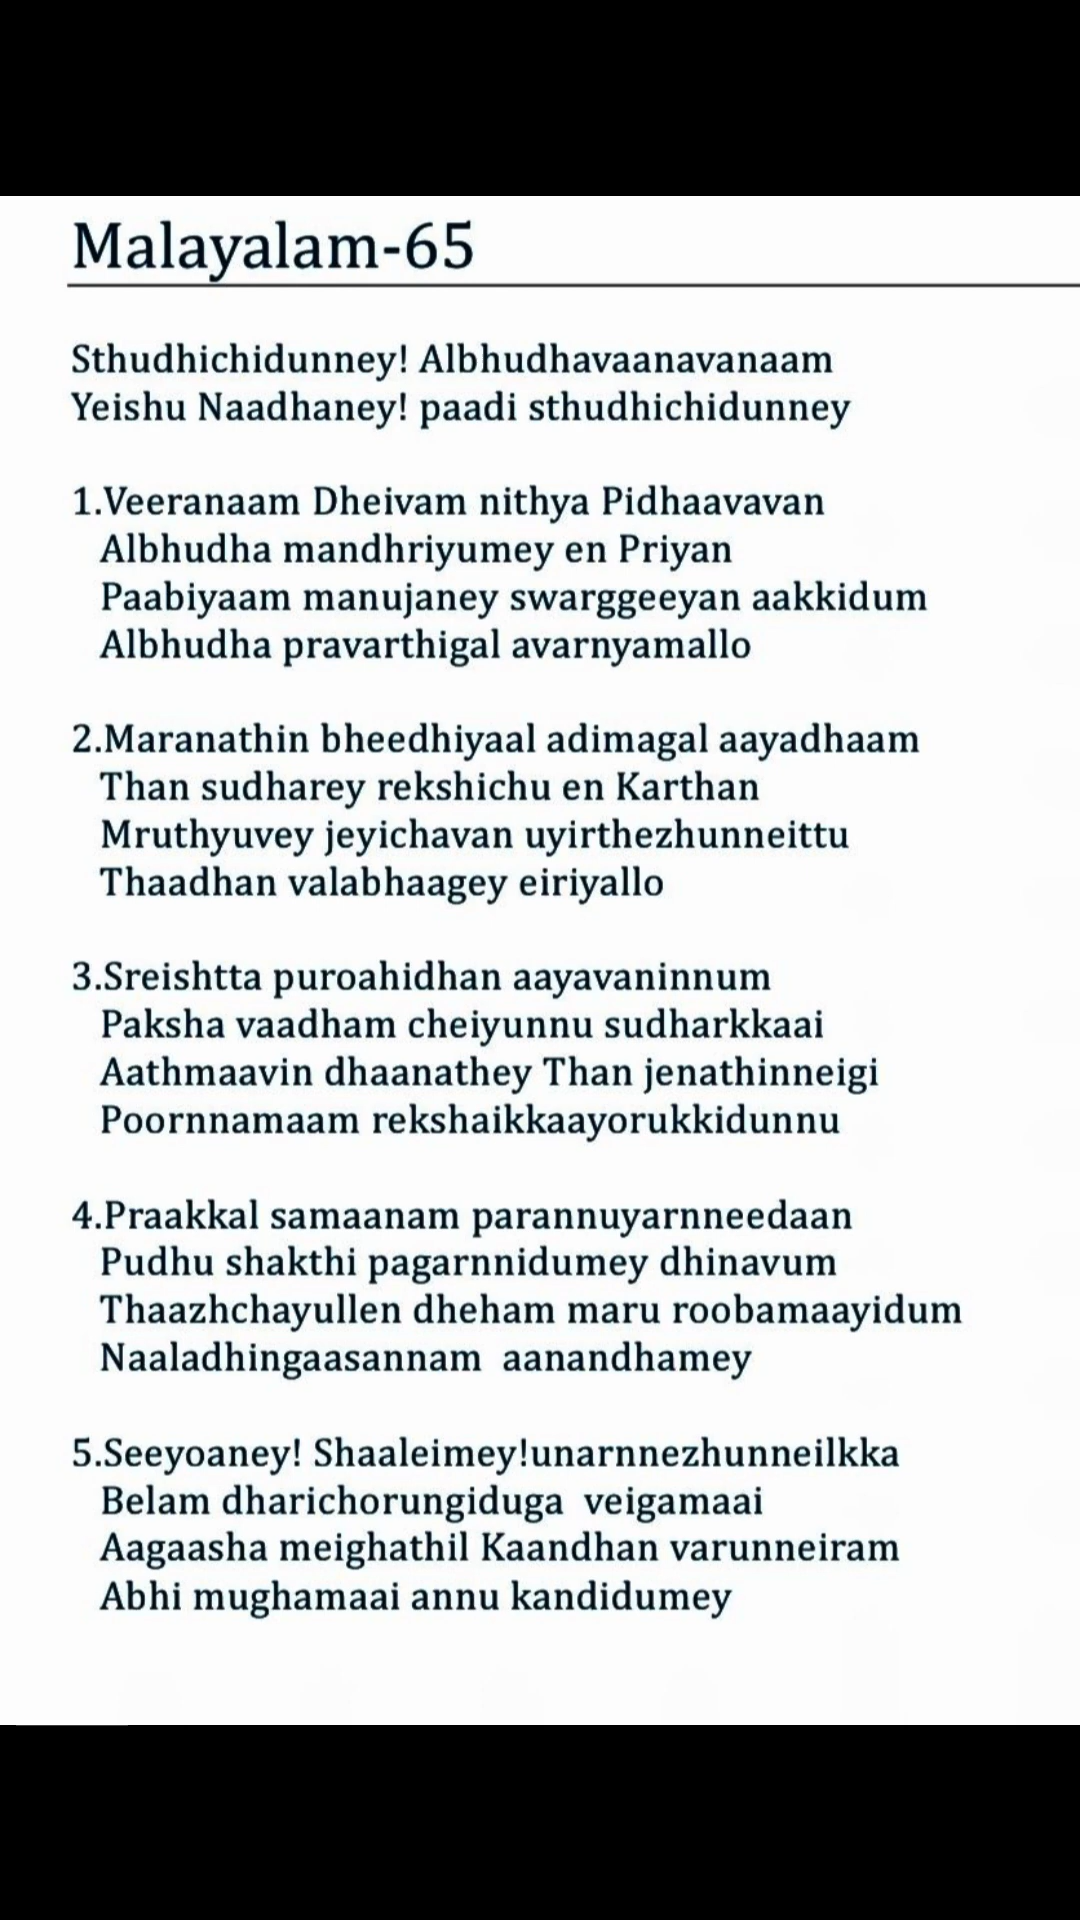 Malayalam-65
Sthudhichidunney! Albhudhavaanavanaam
Yeishu Naadhaney! paadi sthudhichidunney
1.Veeranaam Dheivam nithya Pidhaavavan
Albhudha mandhriyumey en Priyan
Paabiyaam manujaney swarggeeyan aakkidum
Albhudha pravarthigal avarnyamallo
2.Maranathin bheedhiyaal adimagal aayadhaam
Than sudharey rekshichu en Karthan
Mruthyuvey jeyichavan uyirthezhunneittu
Thaadhan valabhaagey eiriyallo
3.Sreishtta puroahidhan aayavaninnum
Paksha vaadham cheiyunnu sudharkkaai
Aathmaavin dhaanathey Than jenathinneigi
Poornnamaam rekshaikkaayorukkidunnu
4.Praakkal samaanam parannuyarnneedaan
Pudhu shakthi pagarnnidumey dhinavum
Thaazhchayullen dheham maru roobamaayidum
Naaladhingaasannam  aanandhamey
5.Seeyoaney! Shaaleimey!unarnnezhunneilkka
Belam dharichorungiduga  veigamaai
Aagaasha meighathil Kaandhan varunneiram
Abhi mughamaai annu kandidumey